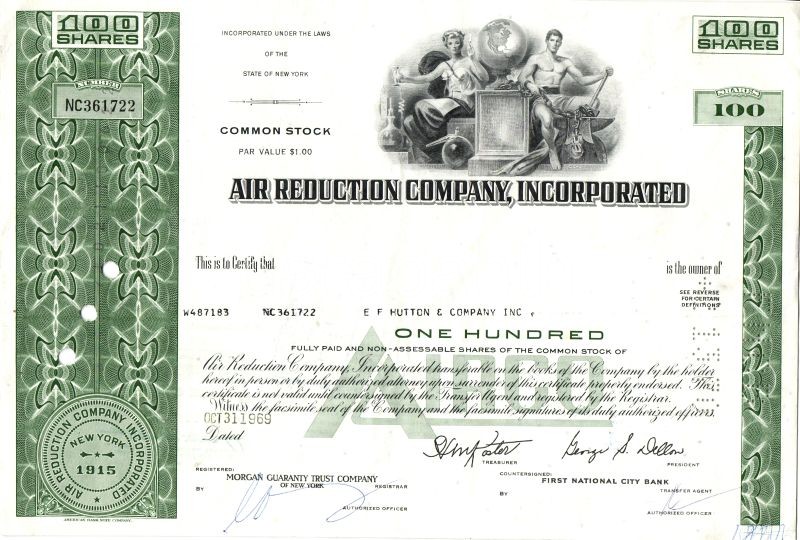 100
SHARES
INCORPORATED UNDER THE LAWS
OF THE
STATE OF NEW YORK
100
SHARES
SHARES
NC361722
COMMON STOCK
PAR VALUE $1.00
SHARES
100
AIR REDUCTION COMPANY, INCORPORATED
This is to Certify that
is the owner of
SEE REVERSE
FOR CERTAIN
DEFINITIONS
W487183 NC361722 E F HUTTON & COMPANY INC .
ONE HUNDRED
FULLY PAID AND NON-ASSESSABLE SHARES OF THE COMMON STOCK OF
Air Reduction Company, Incorporated transferable on the books of the Company by the holder
hereof in person or by duly authorized attorney upon surrender of this certificate properly endorsed. This
certificate is not valid until countersigned by the Transfer Agent and registered by the Registrar.
Witness the facsimile seal of the Company and the facsimile signatures of its duly authorized officers.
OCT311969
Dated
AIR REDUCTION COMPANY INCORPORATED
NEW YORK
1915
George S. Dillon
TREASURER
PRESIDENT
REGISTERED:
MORGAN GUARANTY TRUST COMPANY
OF NEW YORK
BY
REGISTRAR
AUTHORIZED OFFICER
COUNTERSIGNED:
FIRST NATIONAL CITY BANK
BY
TRANSFER AGENT
AUTHORIZED OFFICER
AMERICAN BANK NOTE COMPANY.